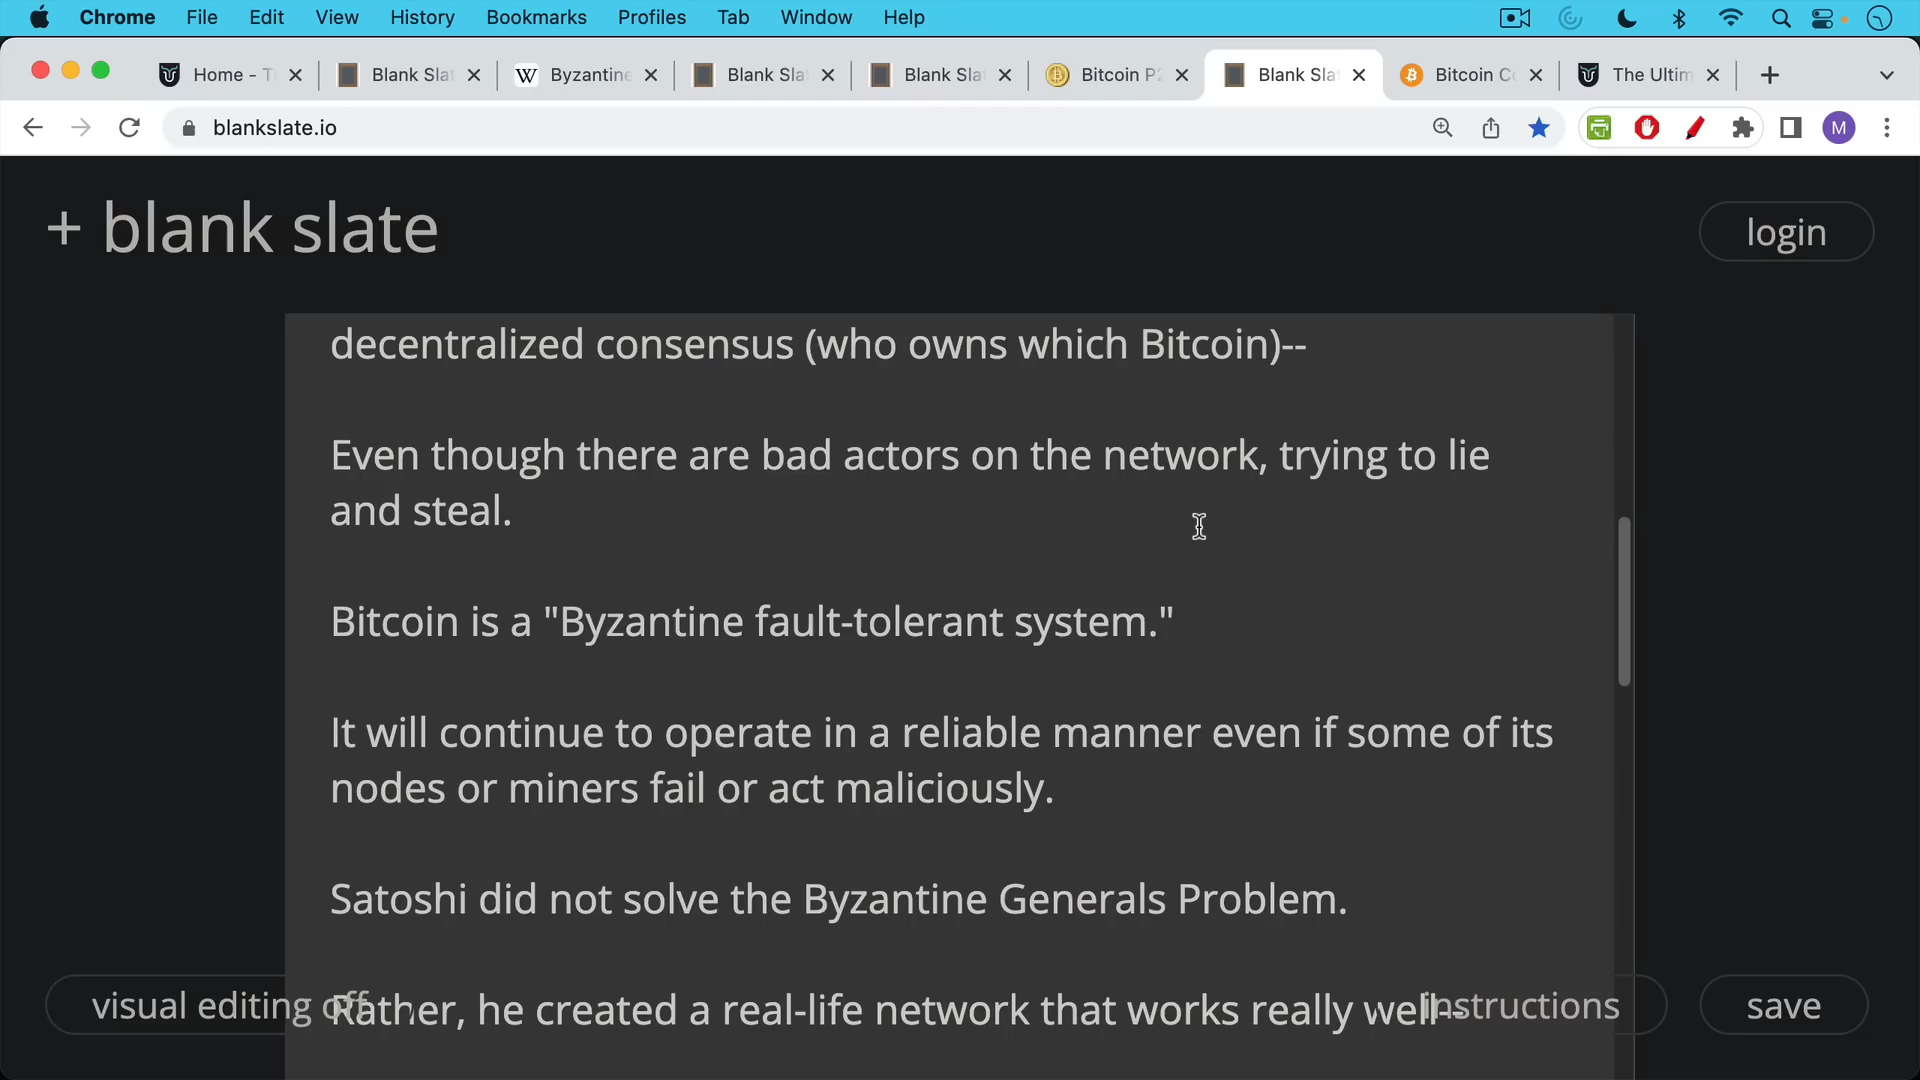 Chrome File Edit View History Bookmarks Profiles Tab Window Help
Home - T Blank Sla W Byzantine Blank Sla Blank Sla Bitcoin P2 Blank Sla Bitcoin C The Ultim
blankslate.io M
+ blank slate
login
decentralized consensus (who owns which Bitcoin)--
Even though there are bad actors on the network, trying to lie
and steal.
Bitcoin is a "Byzantine fault-tolerant system."
It will continue to operate in a reliable manner even if some of its
nodes or miners fail or act maliciously.
Satoshi did not solve the Byzantine Generals Problem.
Rather, he created a real-life network that works really well--
visual editing off
instructions
save